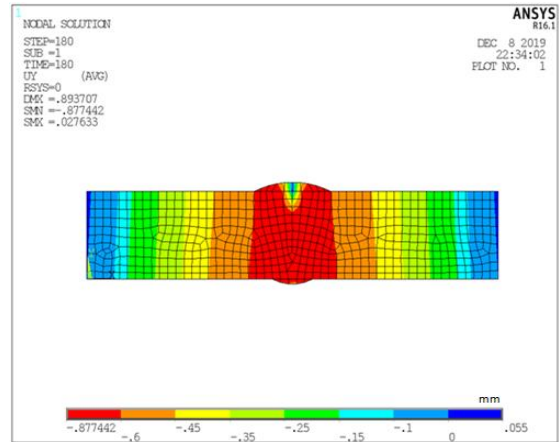 1
NODAL SOLUTION
STEP=180
SUB =1
TIME=180
UY (AVG)
RSYS=0
DMX =.893707
SMN =-.877442
SMX =.027633
ANSYS
R16.1
DEC 8 2019
22:34:02
PLOT NO. 1
mm
-.877442 -.6 -.45 -.35 -.25 -.15 -.1 0 .055